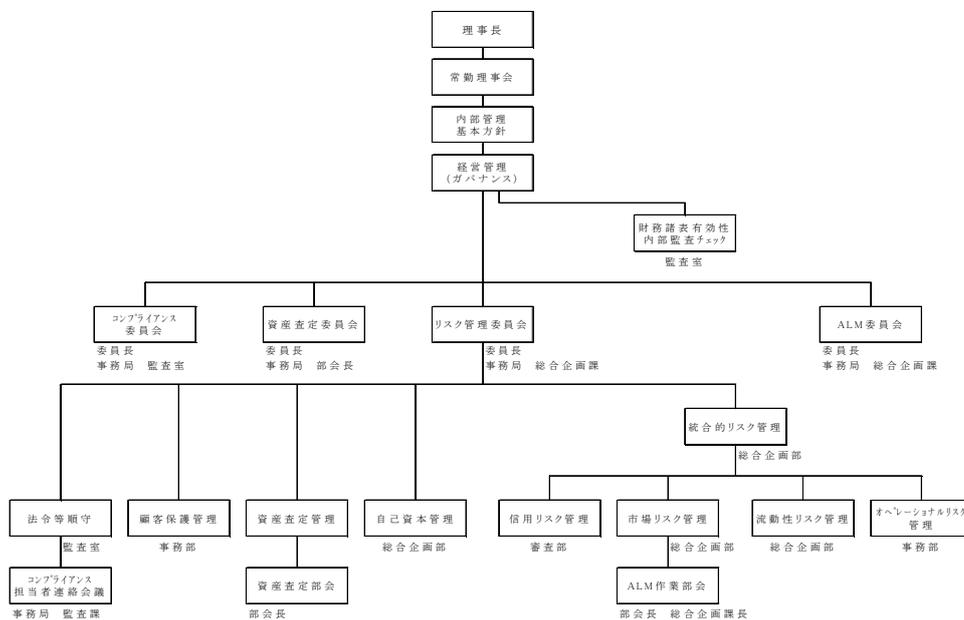 理事長
常勤理事会
内部管理
基本方針
経営管理
(ガバナンス)
財務諸表有効性
内部監査チェック
監査室
コンプライアンス
委員会
委員長
事務局 監査室
資産査定委員会
委員長
事務局 部会長
リスク管理委員会
委員長
事務局 総合企画課
ALM委員会
委員長
事務局 総合企画課
統合的リスク管理
総合企画部
法令等順守
監査室
顧客保護管理
事務部
資産査定管理
自己資本管理
総合企画部
信用リスク管理
審査部
市場リスク管理
総合企画部
流動性リスク管理
総合企画部
オペレーショナルリスク
管理
事務部
コンプライアンス
担当者連絡会議
事務局 監査課
資産査定部会
部会長
ALM作業部会
部会長 総合企画課長